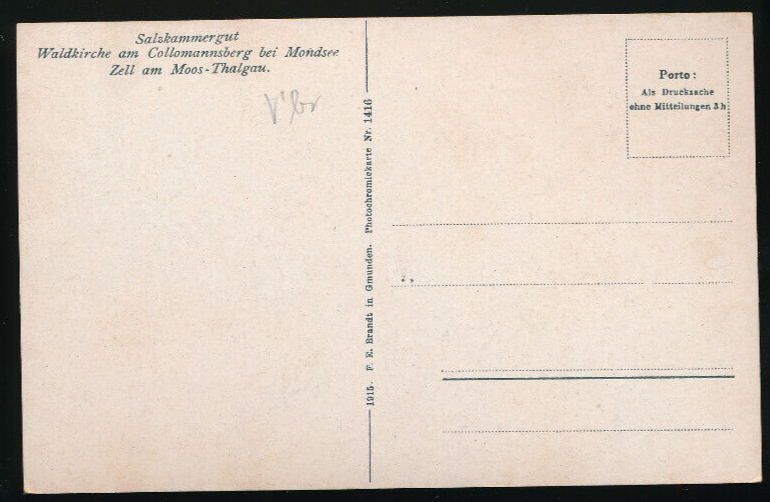 Salzkammergut
Waldkirche am Collomannsberg bei Mondsee
Zell am Moos-Thalgau.
1915. F. E. Brandt in Gmunden. Photochromiekarte Nr. 1416
Porto:
Als Drucksache
ohne Mitteilungen 3 h